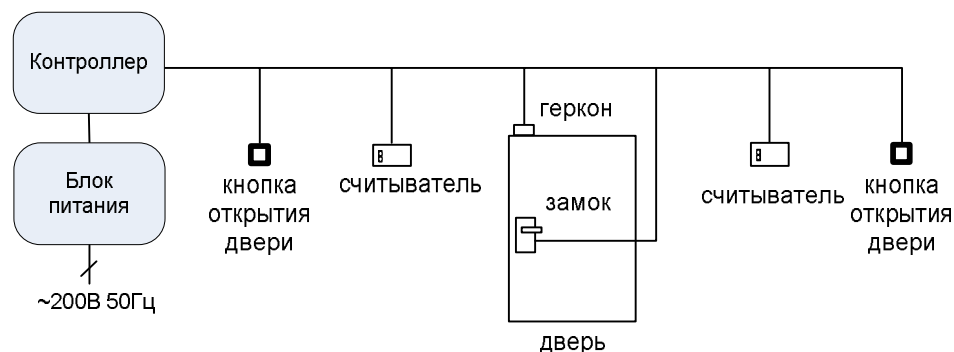 Контроллер
геркон
Блок
питания
кнопка
открытия
двери
считыватель
замок
считыватель
кнопка
открытия
двери
~200В 50Гц
дверь